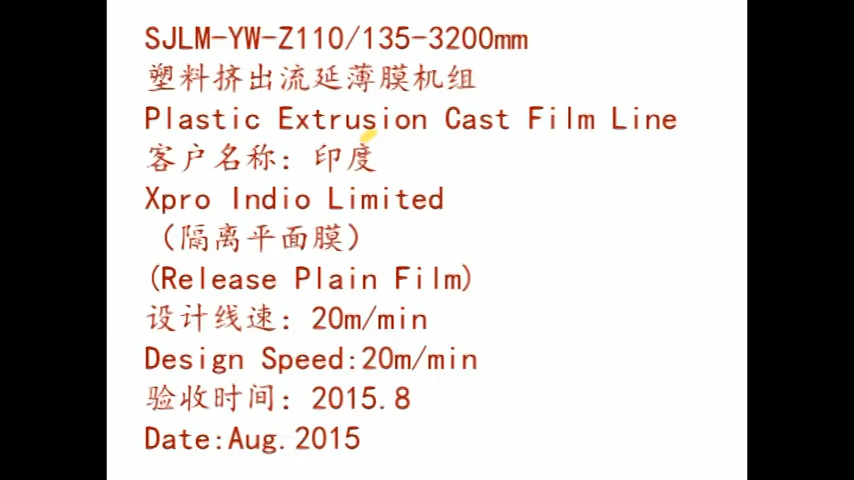 SJLM-YW-Z110/135-3200mm
塑料挤出流延薄膜机组
Plastic Extrusion Cast Film Line
客户名称：印度
Xpro Indio Limited
（隔离平面膜）
(Release Plain Film)
设计线速：20m/min
Design Speed:20m/min
验收时间：2015.8
Date:Aug.2015